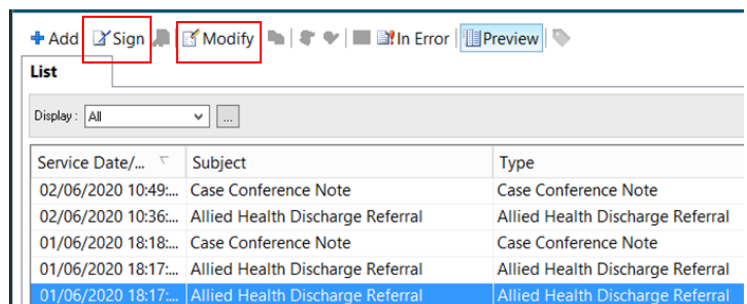 Add Sign Modify In Error Preview
List
Display: All ...
Service Date/... Subject Type
02/06/2020 10:49:... Case Conference Note Case Conference Note
02/06/2020 10:36:... Allied Health Discharge Referral Allied Health Discharge Referral
01/06/2020 18:18:... Case Conference Note Case Conference Note
01/06/2020 18:17:... Allied Health Discharge Referral Allied Health Discharge Referral
01/06/2020 18:17:... Allied Health Discharge Referral Allied Health Discharge Referral